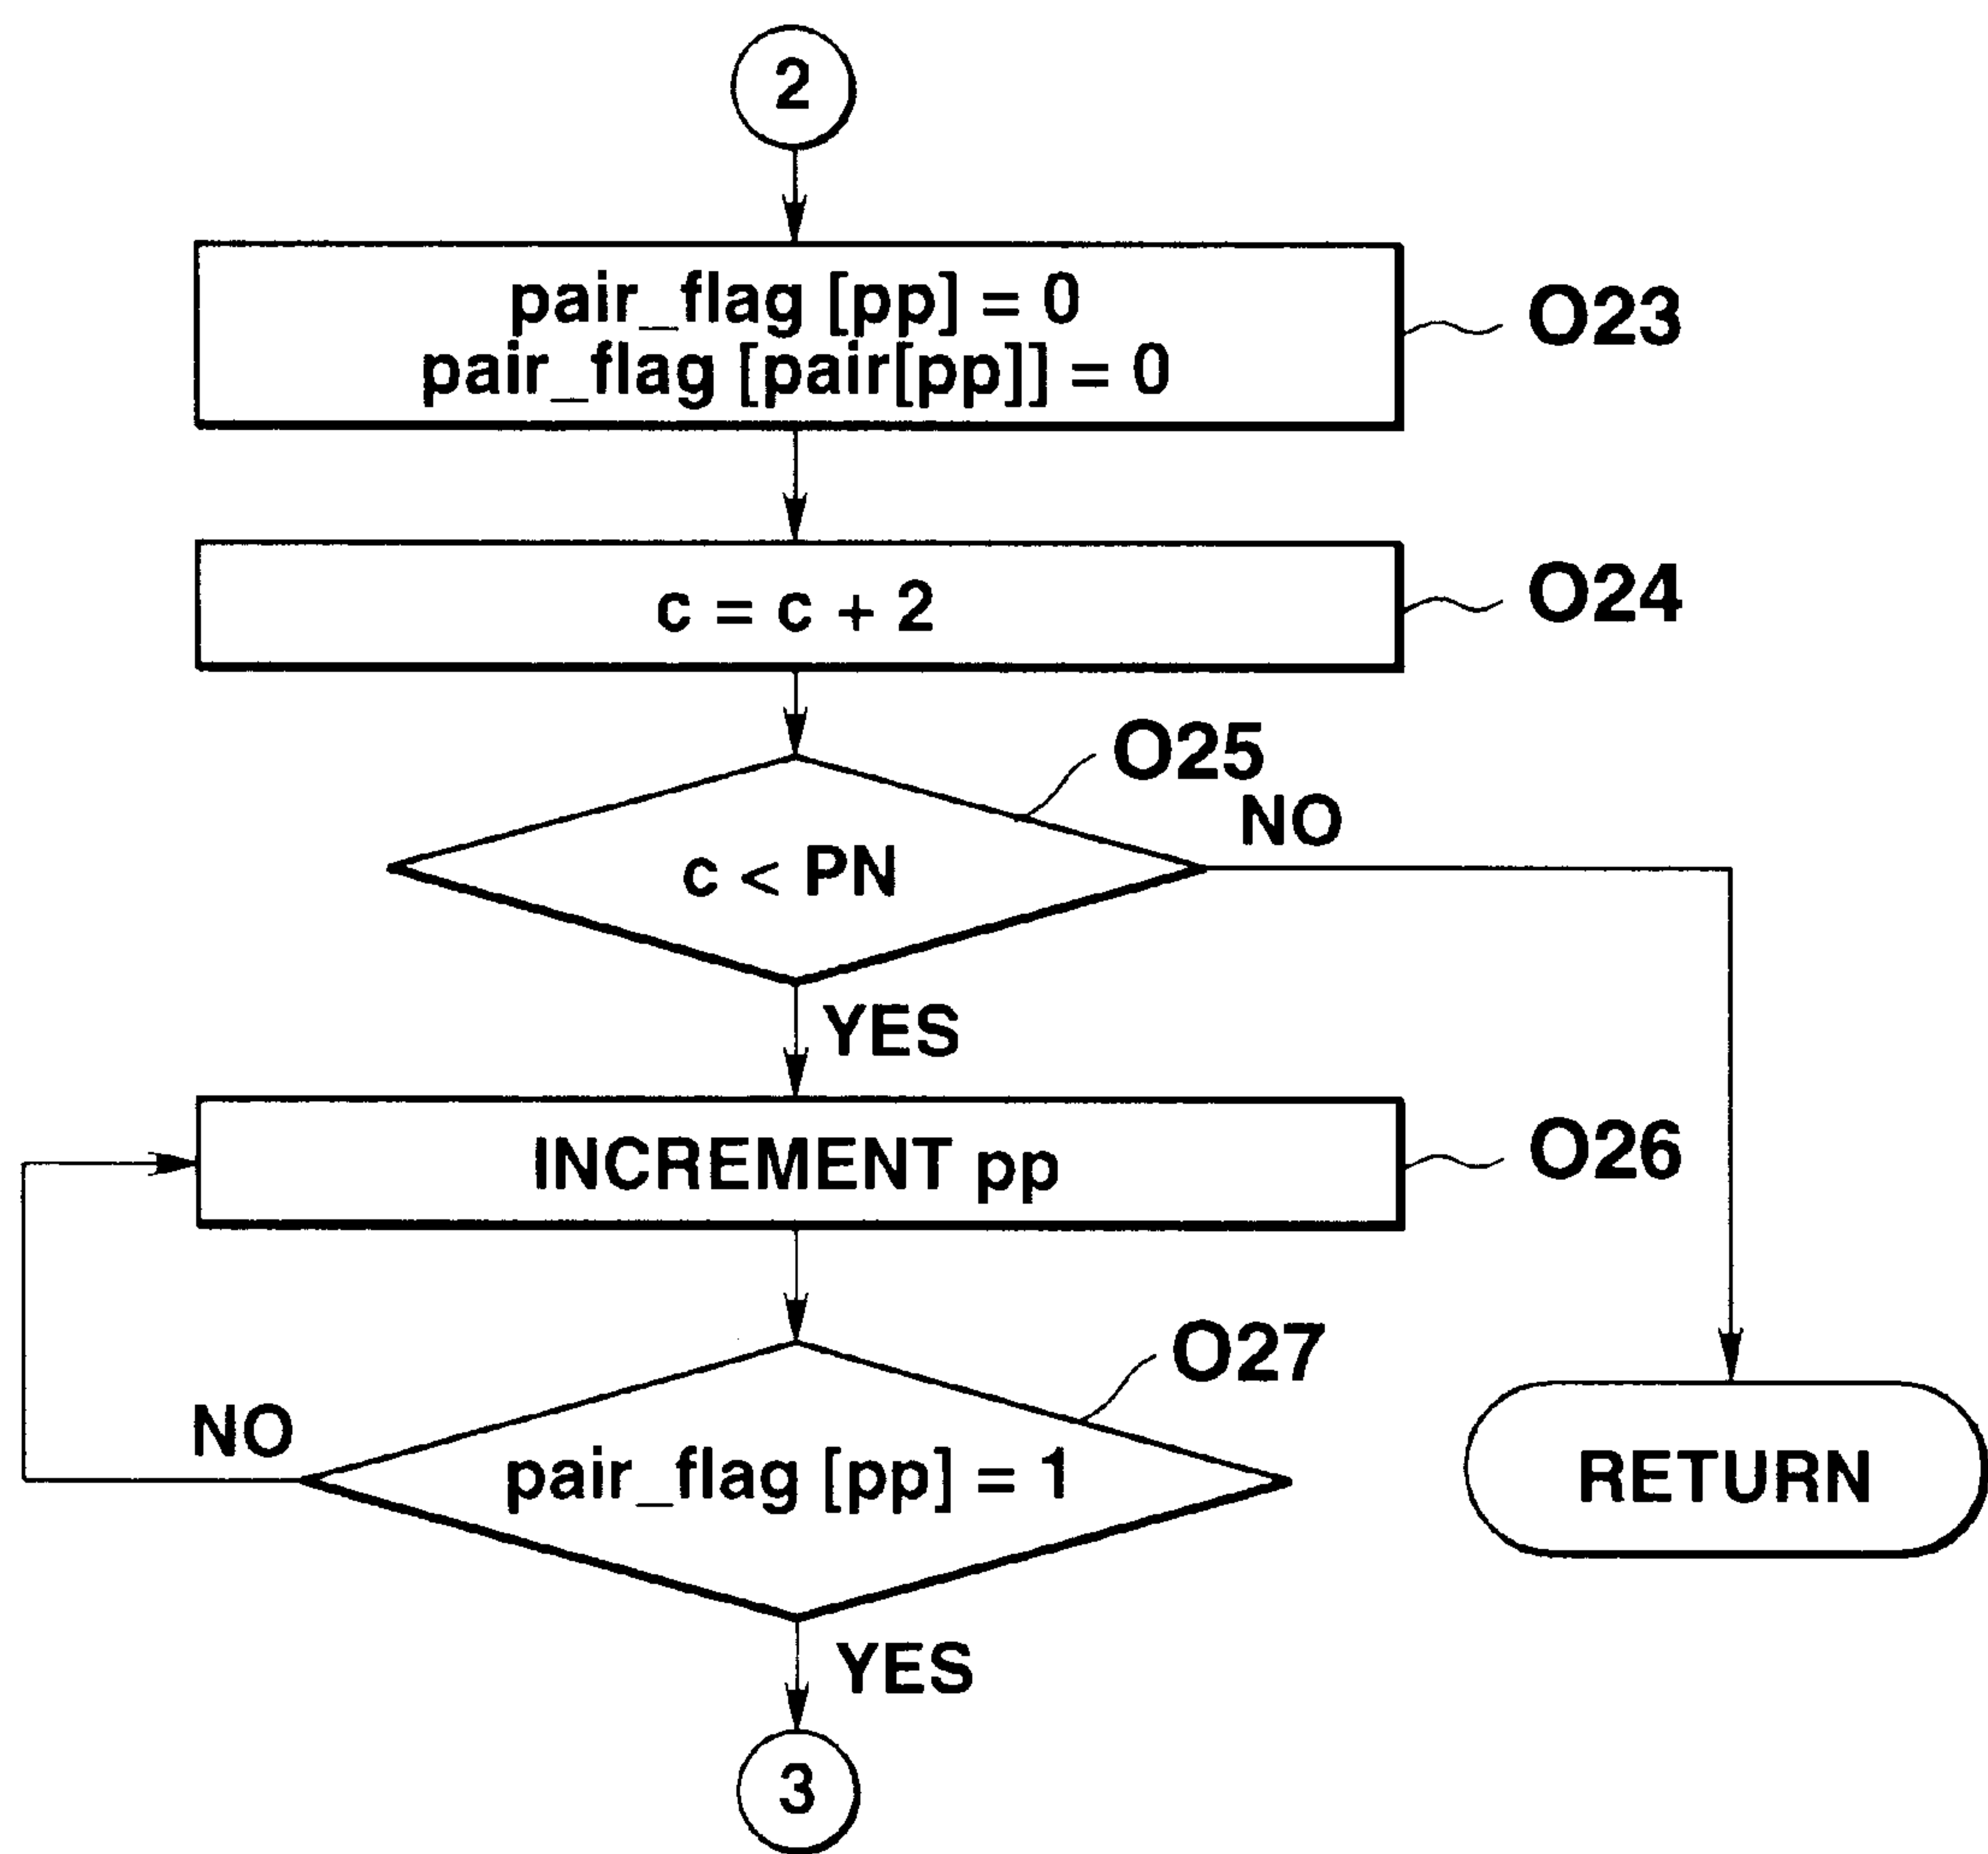 2
pair_flag [pp] = 0
pair_flag [pair[pp]] = 0
O23
c = c + 2
O24
O25
c < PN
NO
YES
INCREMENT pp
O26
O27
pair_flag [pp] = 1
NO
RETURN
YES
3